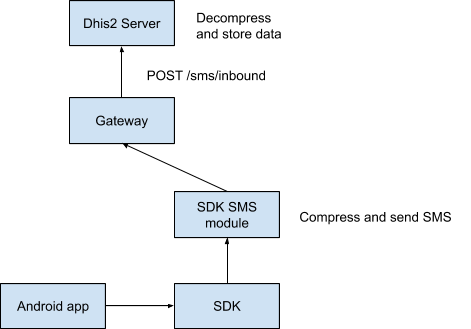 Dhis2 Server
Decompress
and store data
POST /sms/inbound
Gateway
SDK SMS
module
Compress and send SMS
Android app
SDK